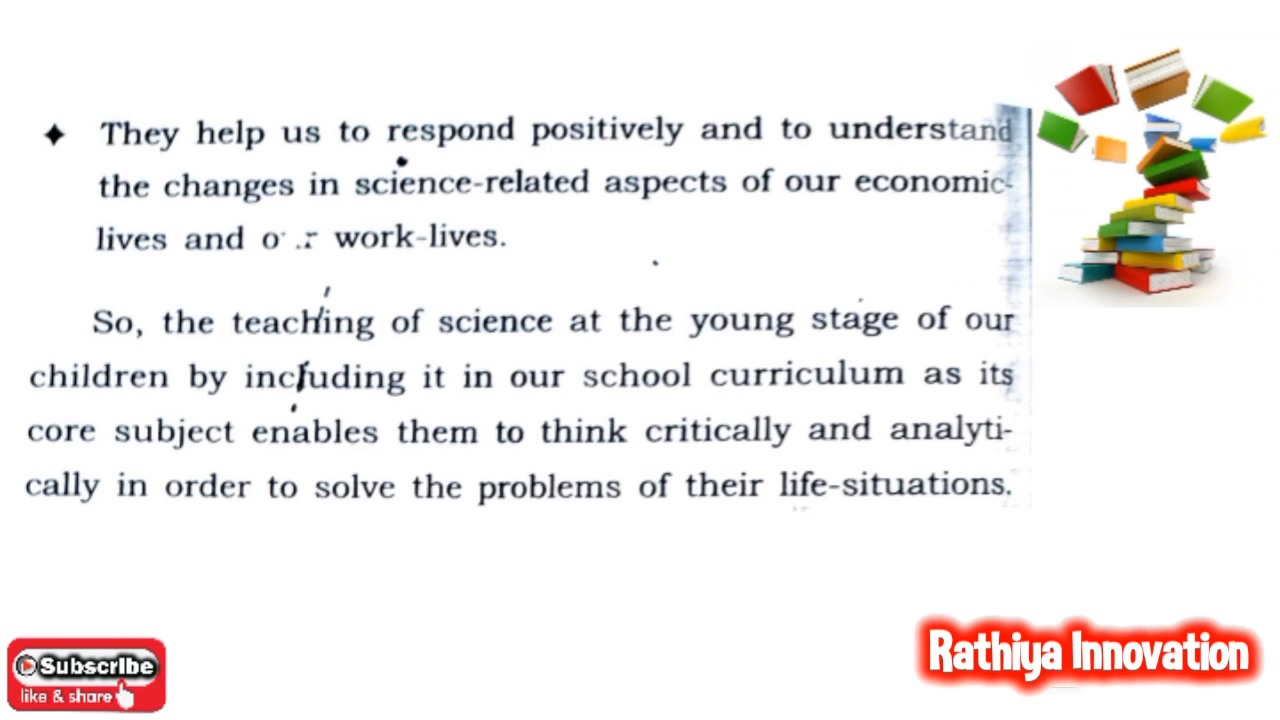 They help us to respond positively and to understand
the changes in science-related aspects of our economic-
lives and work-lives.
So, the teaching of science at the young stage of our
children by including it in our school curriculum as its
core subject enables them to think critically and analyti-
cally in order to solve the problems of their life-situations.
Subscribe
like & share
Rathiya Innovation